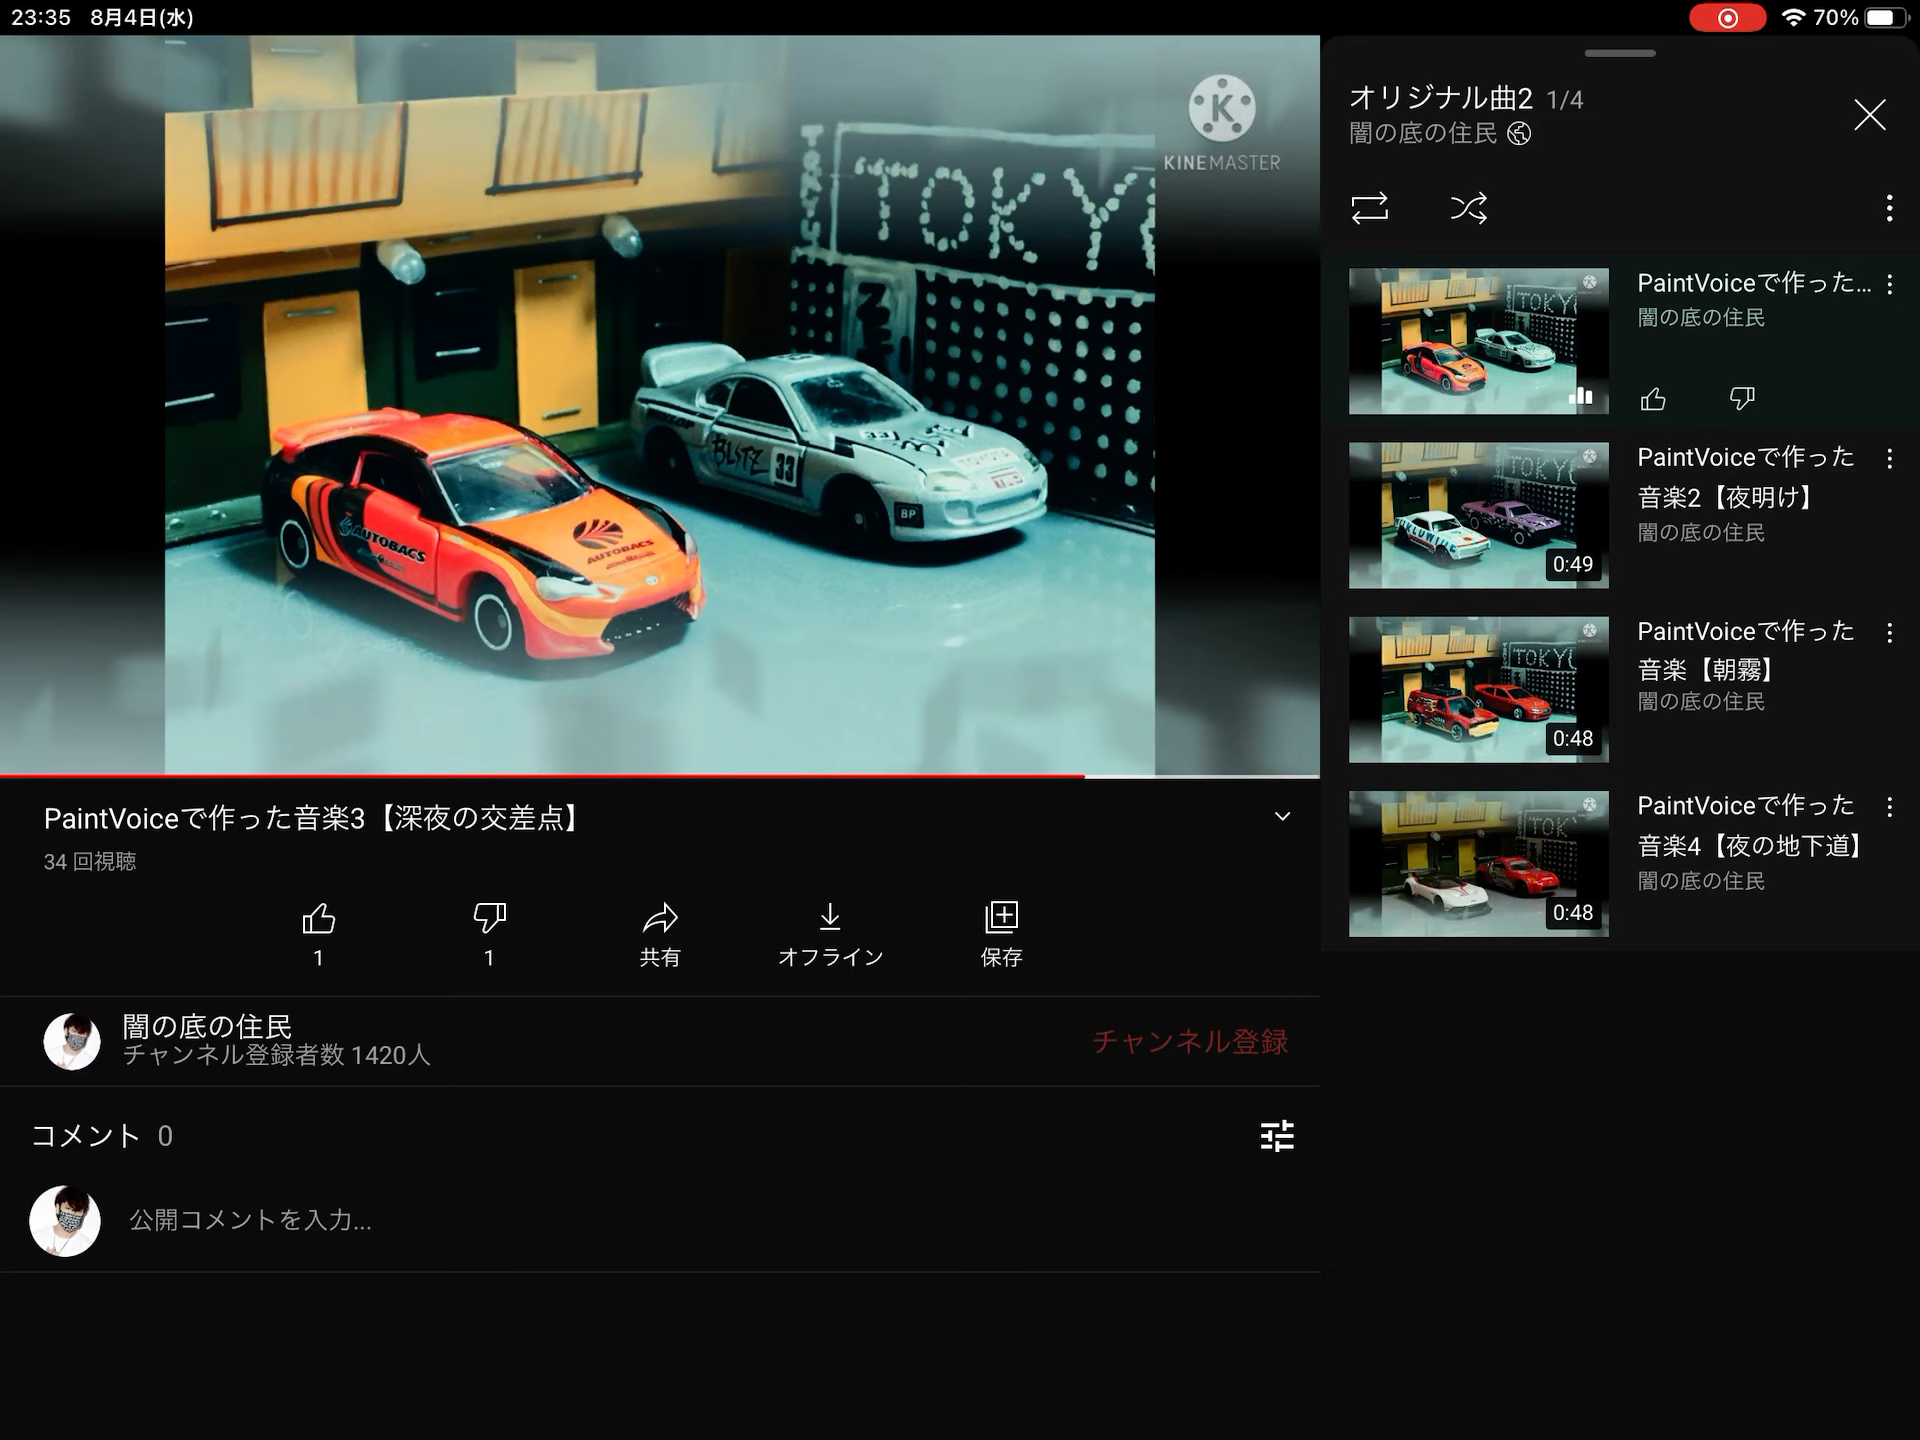 23:35 8月4日(水)
70%
K
KINEMASTER
TOKYO
TOKY
BLITZ
33
TOYOTA
BP
AUTOBACS
AUTOBACS
オリジナル曲2 1/4
闇の底の住民
PaintVoiceで作った...
闇の底の住民
PaintVoiceで作った
音楽2【夜明け】
闇の底の住民
0:49
PaintVoiceで作った
音楽【朝霧】
闇の底の住民
0:48
PaintVoiceで作った
音楽4【夜の地下道】
闇の底の住民
0:48
PaintVoiceで作った音楽3【深夜の交差点】
34 回視聴
1
1
共有
オフライン
保存
闇の底の住民
チャンネル登録者数 1420人
チャンネル登録
コメント 0
公開コメントを入力...